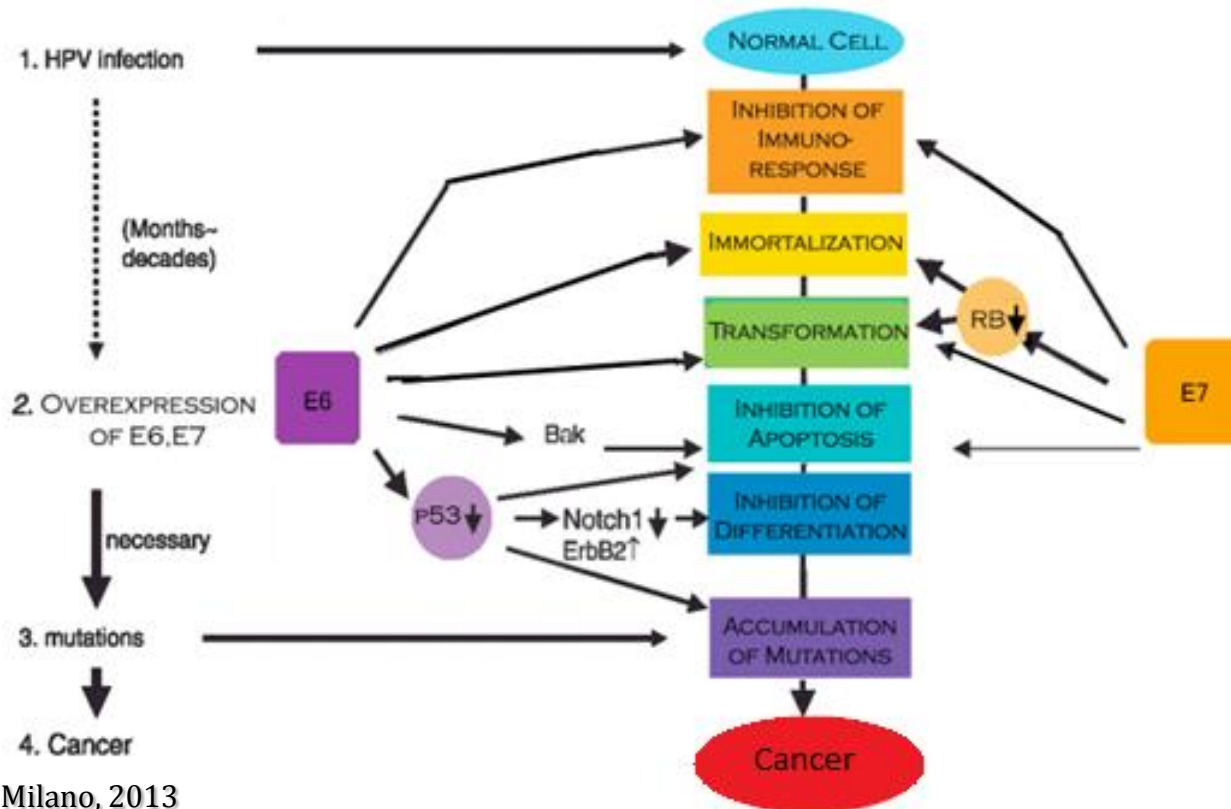 1. HPV infection
NORMAL CELL
INHIBITION OF
IMMUNO-
RESPONSE
(Months~
decades)
IMMORTALIZATION
TRANSFORMATION
RB↓
2. OVEREXPRESSION
OF E6,E7
E6
E7
INHIBITION OF
APOPTOSIS
Bak
P53↓
Notch1↓
ErbB2↑
INHIBITION OF
DIFFERENTIATION
necessary
3. mutations
ACCUMULATION
OF MUTATIONS
4. Cancer
Cancer
Milano, 2013